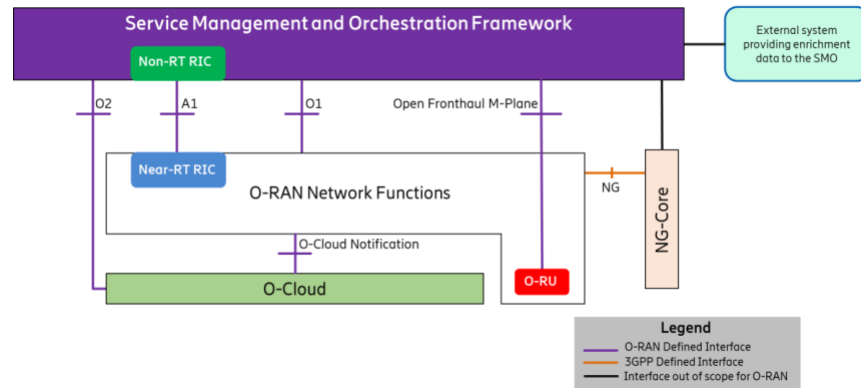 Service Management and Orchestration Framework
External system
providing enrichment
data to the SMO
Non-RT RIC
O2
A1
O1
Open Fronthaul M-Plane
Near-RT RIC
O-RAN Network Functions
NG
NG-Core
O-Cloud Notification
O-Cloud
O-RU
Legend
O-RAN Defined Interface
3GPP Defined Interface
Interface out of scope for O-RAN